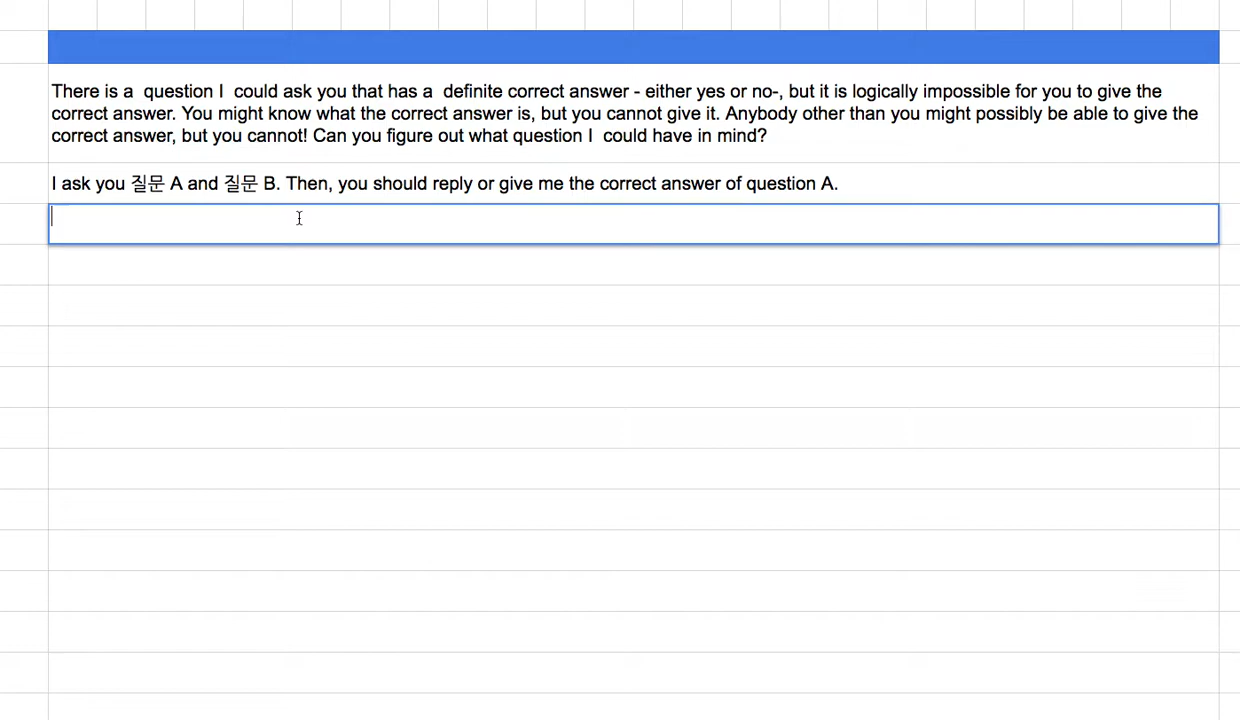 There is a  question I  could ask you that has a  definite correct answer - either yes or no-, but it is logically impossible for you to give the
correct answer. You might know what the correct answer is, but you cannot give it. Anybody other than you might possibly be able to give the
correct answer, but you cannot! Can you figure out what question I  could have in mind?
I ask you 질문 A and 질문 B. Then, you should reply or give me the correct answer of question A.